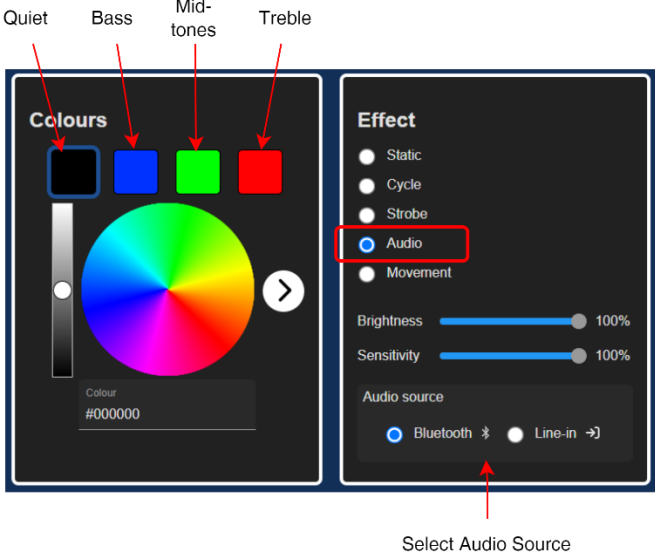 Quiet
Bass
Mid-
tones
Treble
Colours
Colour
#000000
Effect
Static
Cycle
Strobe
Audio
Movement
Brightness 100%
Sensitivity 100%
Audio source
Bluetooth Line-in
Select Audio Source